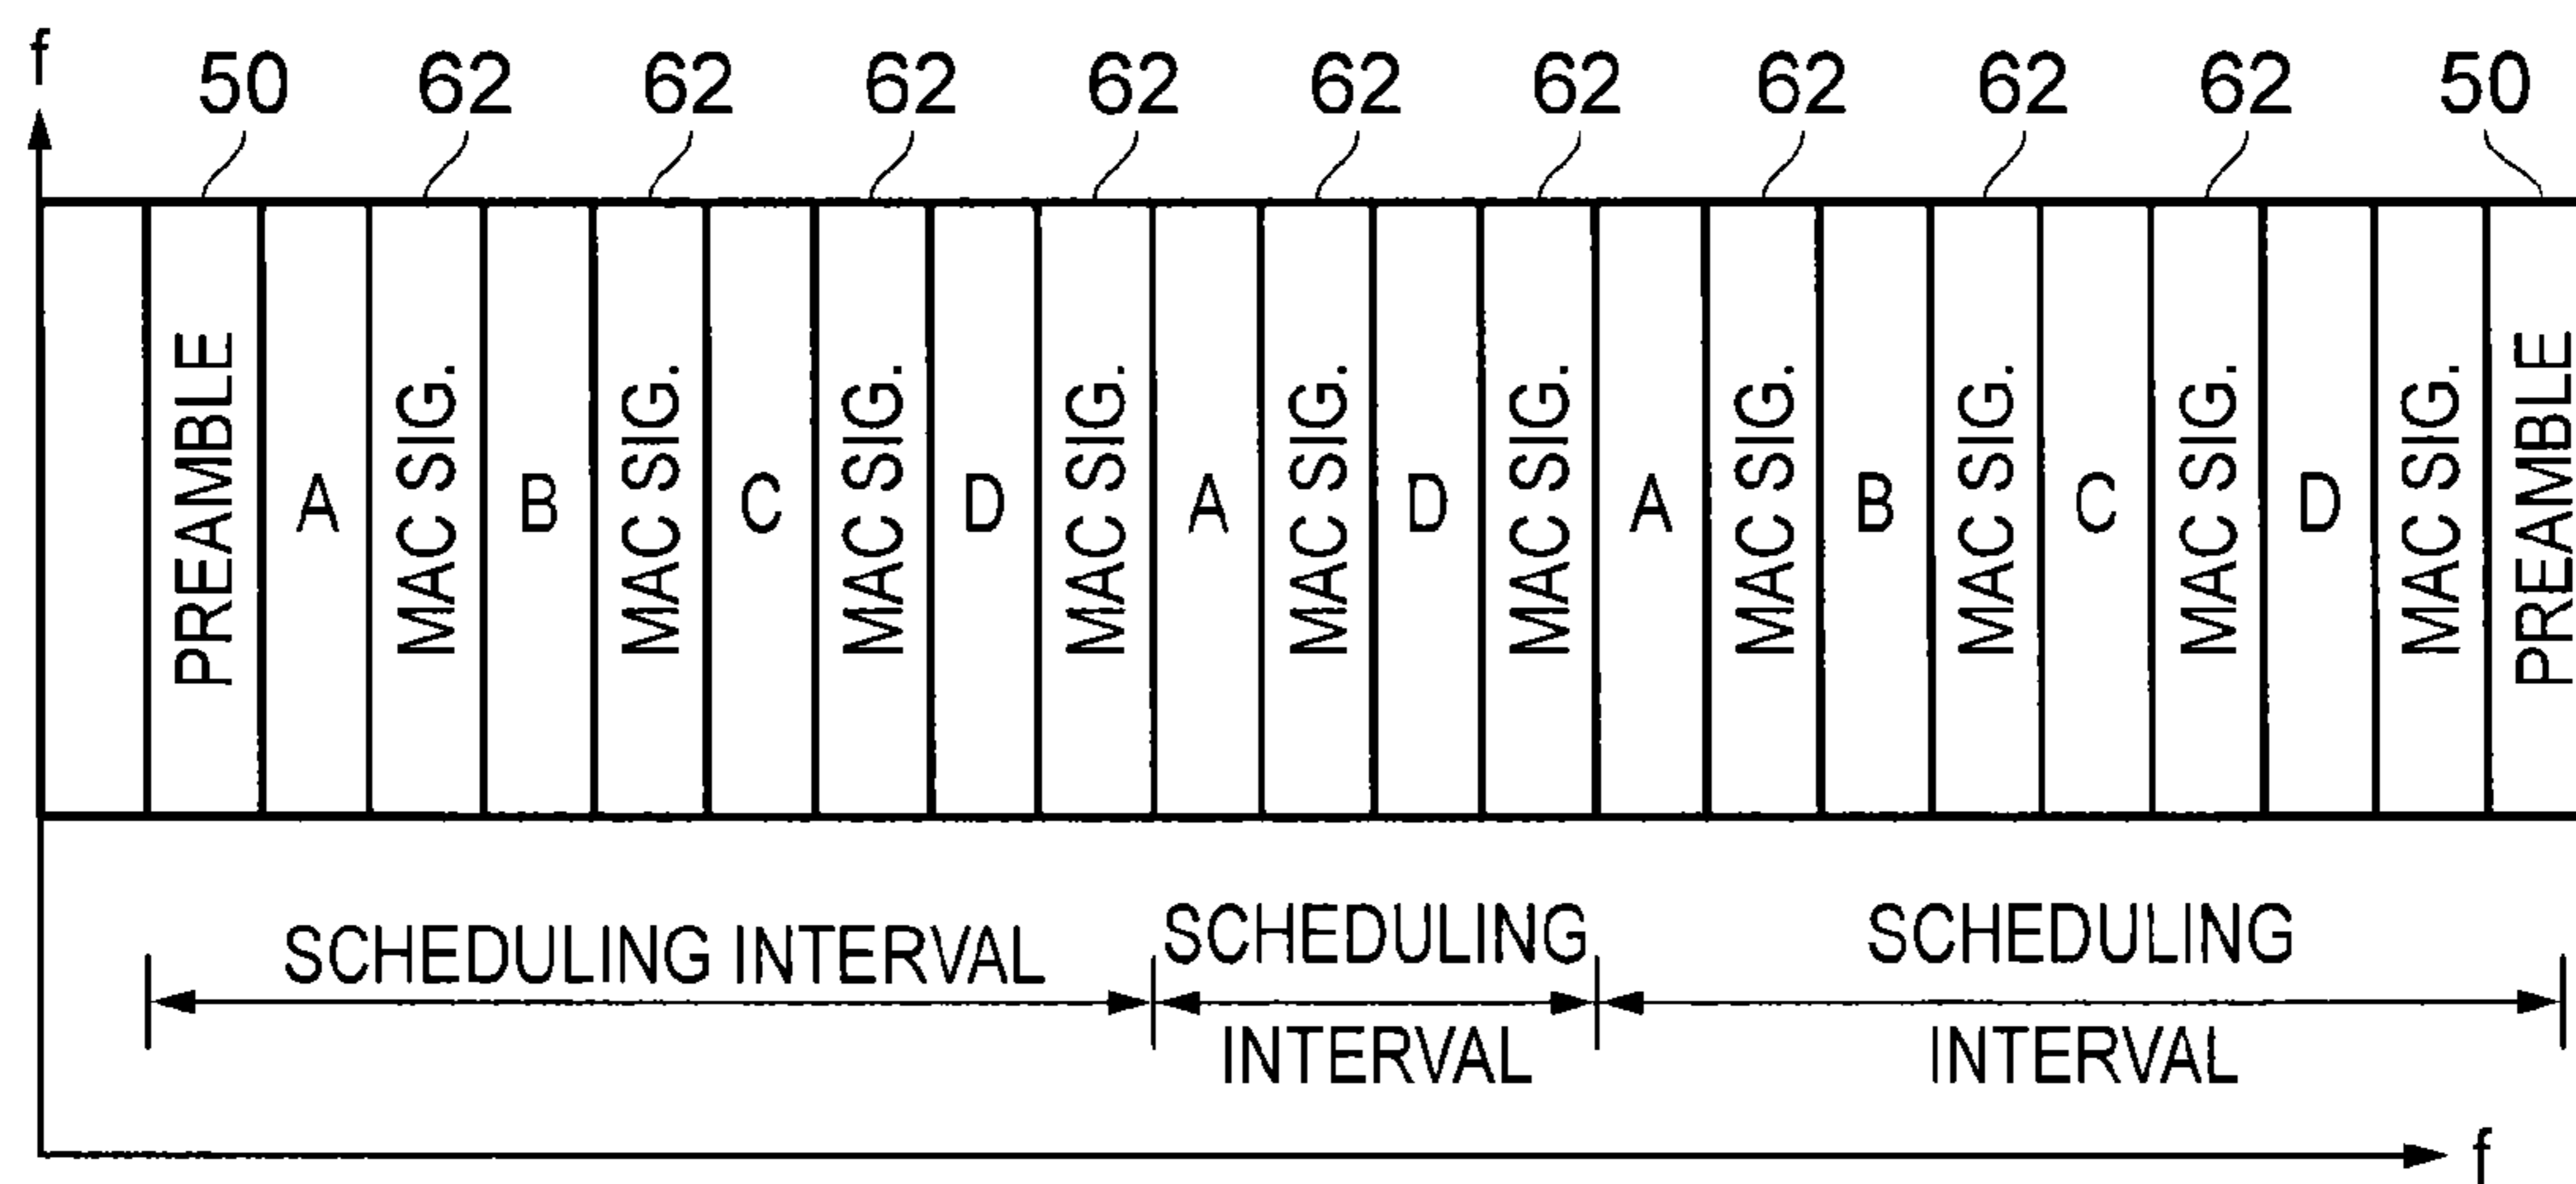 f
50 62 62 62 62 62 62 62 62 62 50
PREAMBLE A MAC SIG. B MAC SIG. C MAC SIG. D MAC SIG. A MAC SIG. D MAC SIG. A MAC SIG. B MAC SIG. C MAC SIG. D MAC SIG. PREAMBLE
SCHEDULING INTERVAL
SCHEDULING
INTERVAL
SCHEDULING
INTERVAL
f